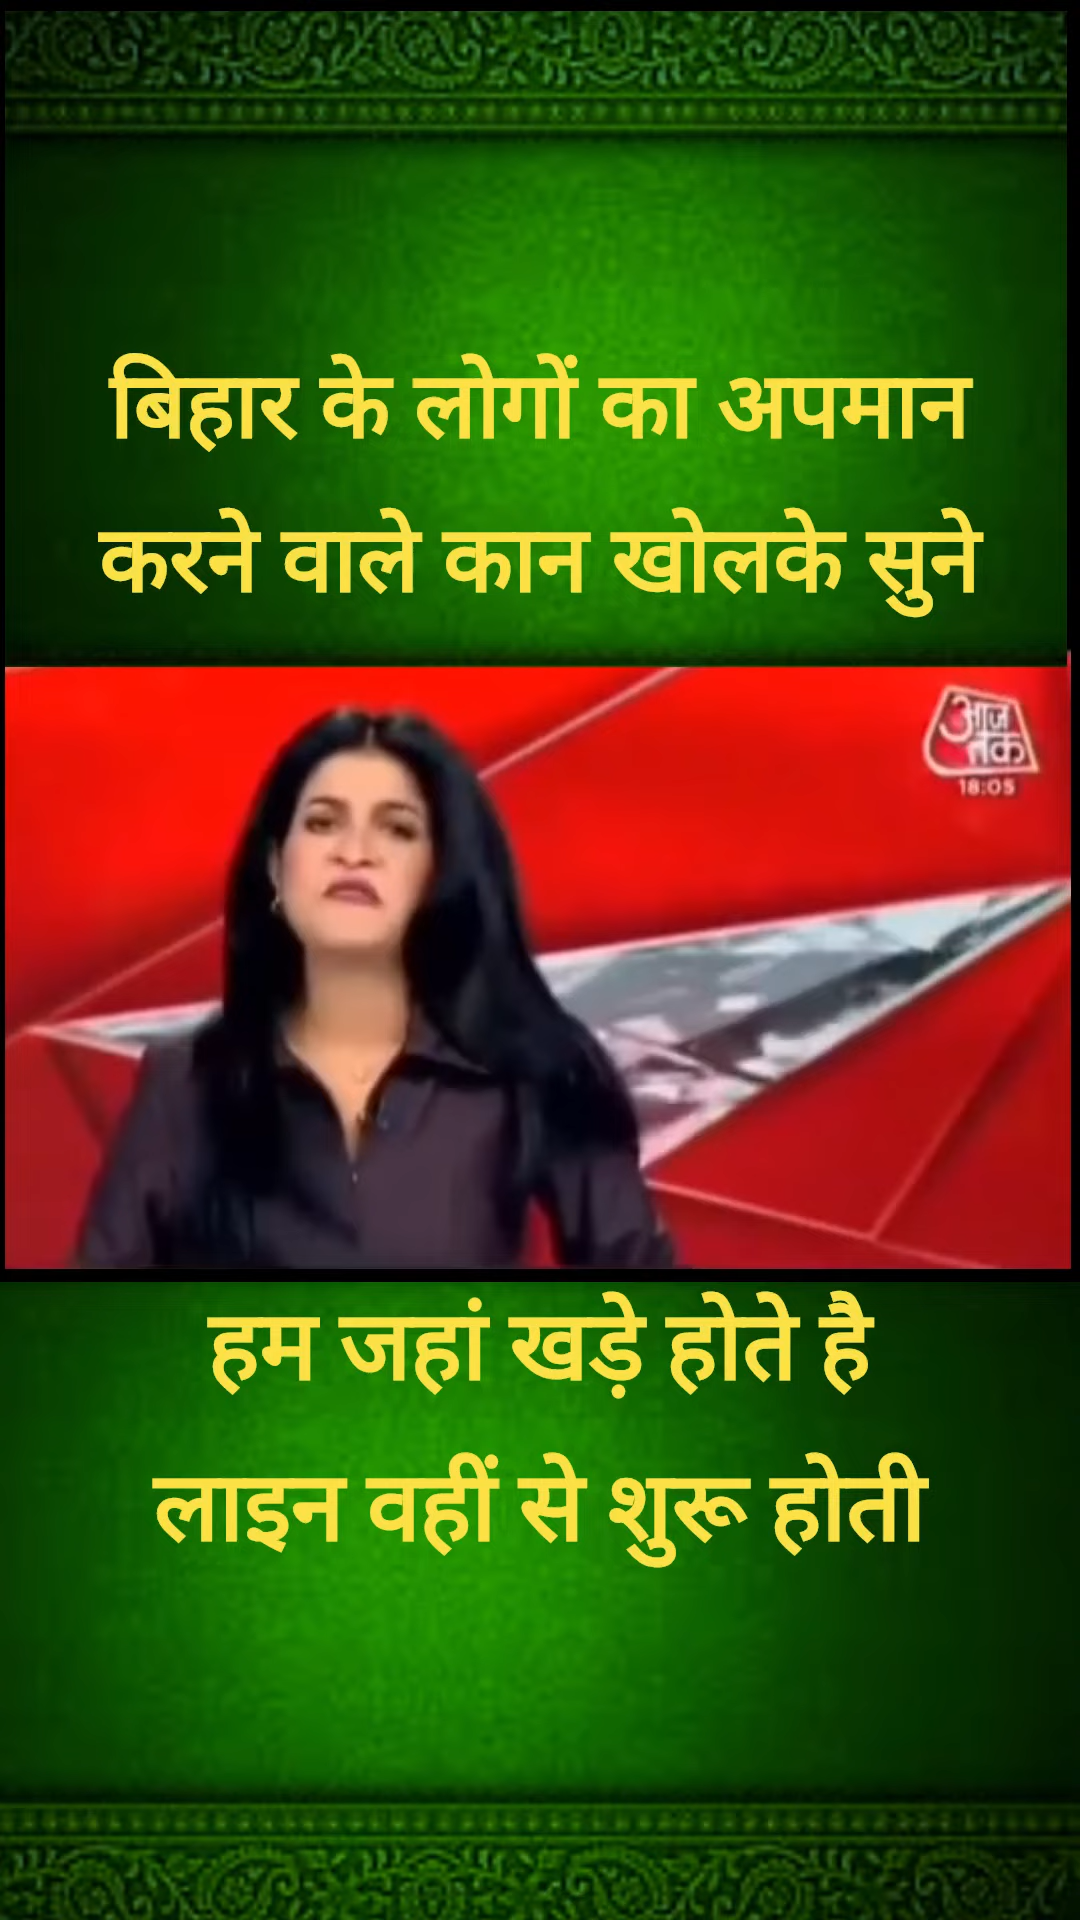 बिहार के लोगों का अपमान
करने वाले कान खोलके सुने
आज
तक
18:05
हम जहां खड़े होते है
लाइन वहीं से शुरू होती